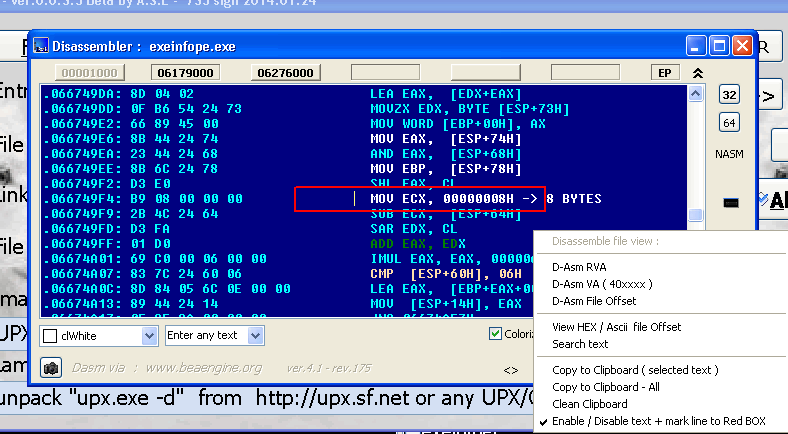 - ver.0.0.3.5 beta by A.S.L - 735 sign 2014.01.24
Disassembler : exeinfope.exe
00001000 06179000 06276000 EP
.066749DA: 8D 04 02 LEA EAX, [EDX+EAX]
.066749DD: 0F B6 54 24 73 MOVZX EDX, BYTE [ESP+73H]
.066749E2: 66 89 45 00 MOV WORD [EBP+00H], AX
.066749E6: 8B 44 24 74 MOV EAX, [ESP+74H]
.066749EA: 23 44 24 68 AND EAX, [ESP+68H]
.066749EE: 8B 6C 24 78 MOV EBP, [ESP+78H]
.066749F2: D3 E0 SHL EAX, CL
.066749F4: B9 08 00 00 00 MOV ECX, 00000008H -> 8 BYTES
.066749F9: 2B 4C 24 64 SUB ECX, [ESP+64H]
.066749FD: D3 FA SAR EDX, CL
.066749FF: 01 D0 ADD EAX, EDX
.06674A01: 69 C0 00 06 00 00 IMUL EAX, EAX, 00000
.06674A07: 83 7C 24 60 06 CMP [ESP+60H], 06H
.06674A0C: 8D 84 05 6C 0E 00 00 LEA EAX, [EBP+EAX+00
.06674A13: 89 44 24 14 MOV [ESP+14H], EAX
32
64
NASM
clWhite
Enter any text
Coloriz
Dasm via : www.beaengine.org ver.4.1 - rev.175
<>
Disassemble file view :
D-Asm RVA
D-Asm VA ( 40xxxx )
D-Asm File Offset
View HEX / Ascii file Offset
Search text
Copy to Clipboard ( selected text )
Copy to Clipboard - All
Clean Clipboard
Enable / Disable text + mark line to Red BOX
Entr
File
Link
File
UPX
Lam
unpack "upx.exe -d" from http://upx.sf.net or any UPX/